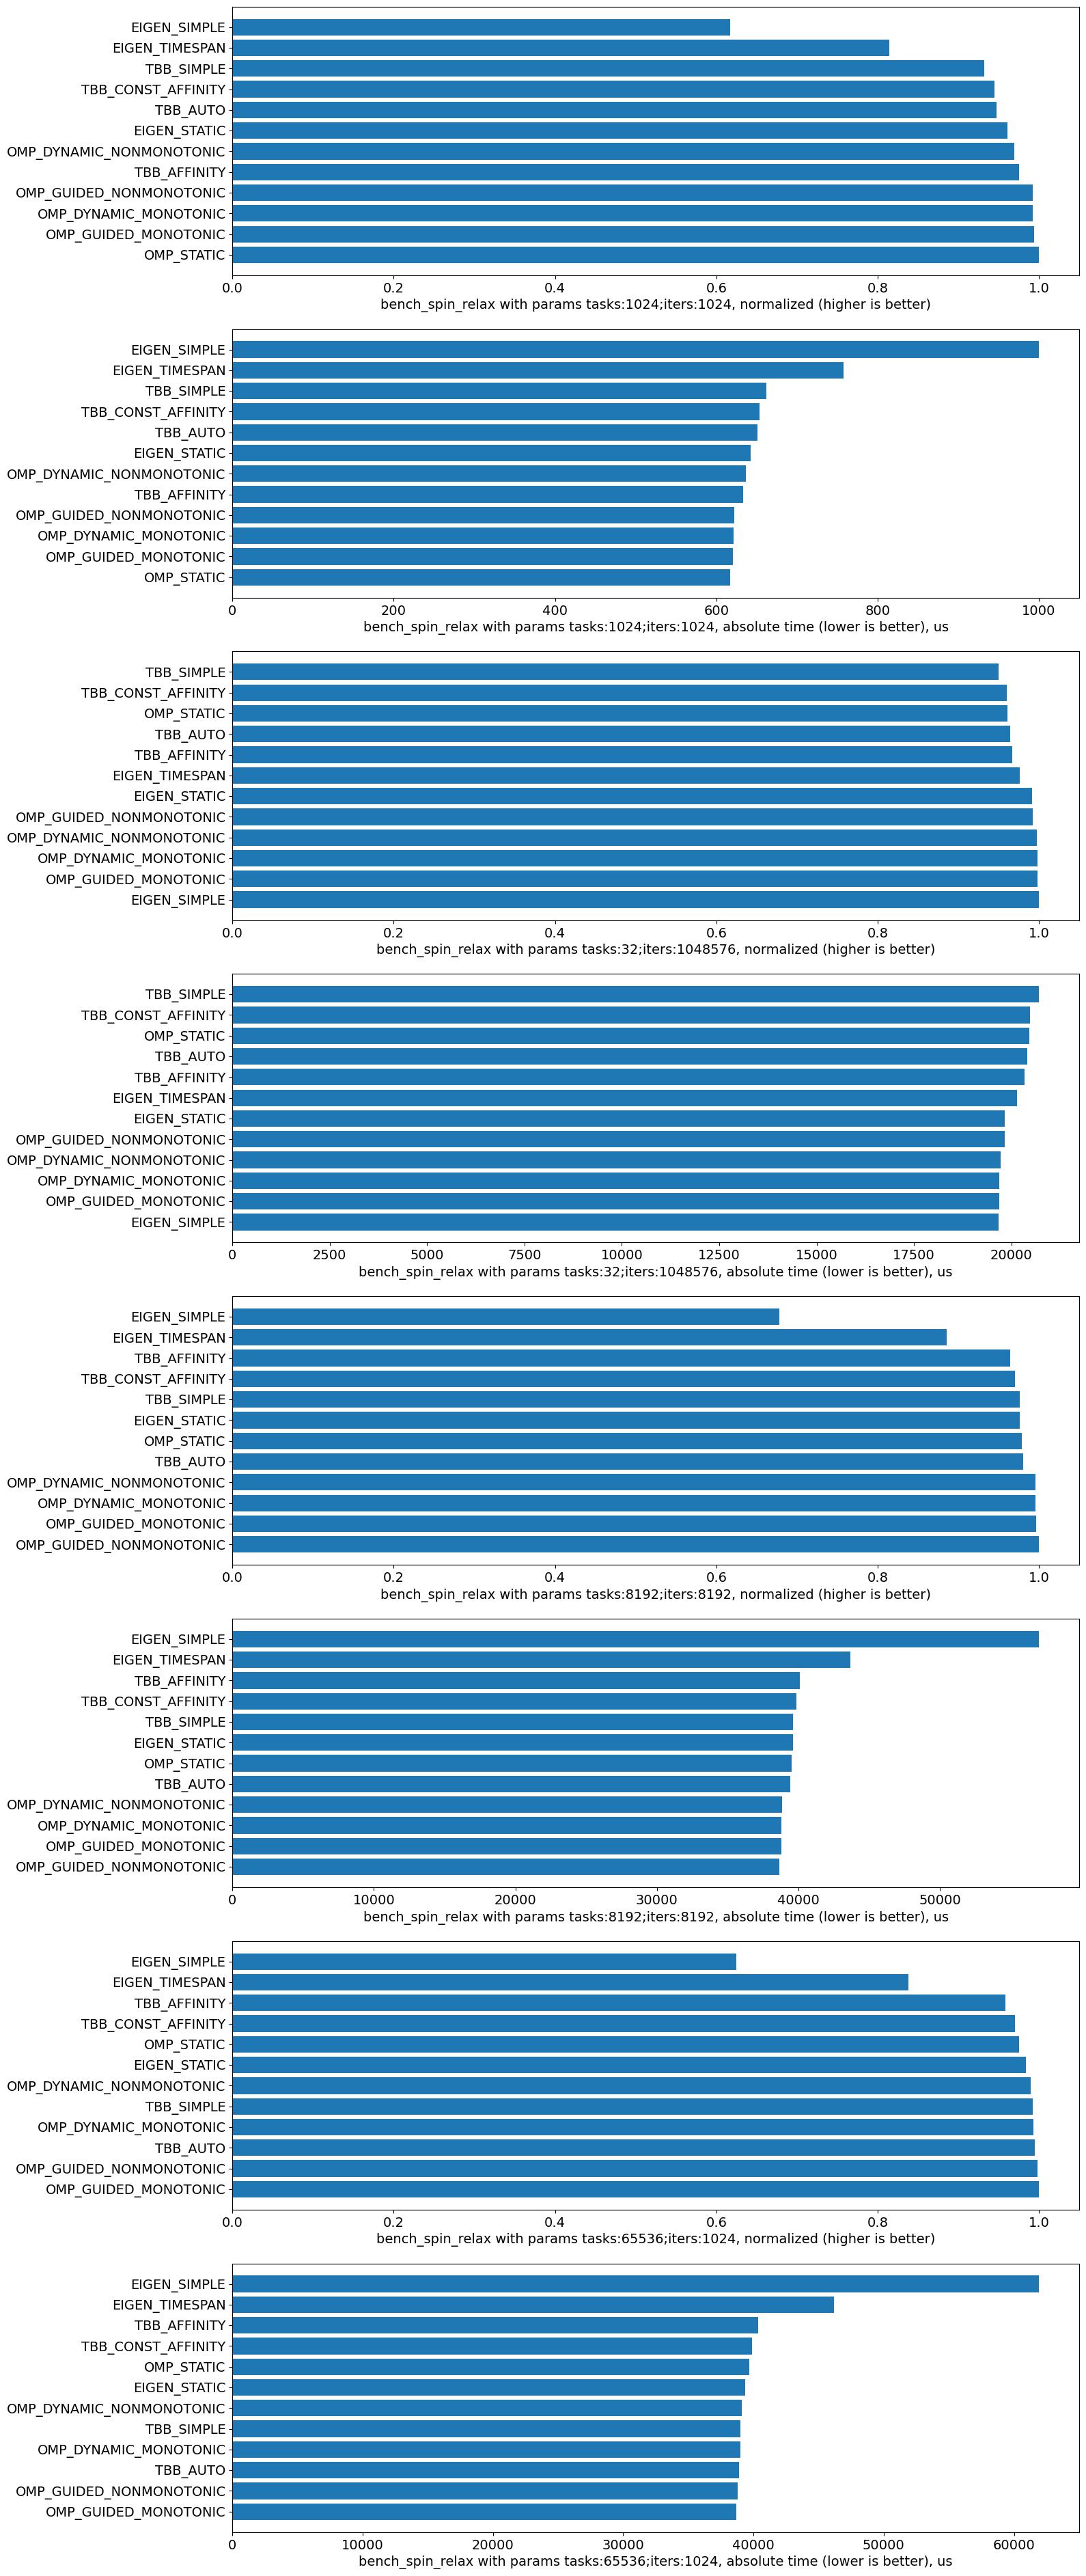 EIGEN_SIMPLE
EIGEN_TIMESPAN
TBB_SIMPLE
TBB_CONST_AFFINITY
TBB_AUTO
EIGEN_STATIC
OMP_DYNAMIC_NONMONOTONIC
TBB_AFFINITY
OMP_GUIDED_NONMONOTONIC
OMP_DYNAMIC_MONOTONIC
OMP_GUIDED_MONOTONIC
OMP_STATIC
0.0 0.2 0.4 0.6 0.8 1.0
bench_spin_relax with params tasks:1024;iters:1024, normalized (higher is better)
EIGEN_SIMPLE
EIGEN_TIMESPAN
TBB_SIMPLE
TBB_CONST_AFFINITY
TBB_AUTO
EIGEN_STATIC
OMP_DYNAMIC_NONMONOTONIC
TBB_AFFINITY
OMP_GUIDED_NONMONOTONIC
OMP_DYNAMIC_MONOTONIC
OMP_GUIDED_MONOTONIC
OMP_STATIC
0 200 400 600 800 1000
bench_spin_relax with params tasks:1024;iters:1024, absolute time (lower is better), us
TBB_SIMPLE
TBB_CONST_AFFINITY
OMP_STATIC
TBB_AUTO
TBB_AFFINITY
EIGEN_TIMESPAN
EIGEN_STATIC
OMP_GUIDED_NONMONOTONIC
OMP_DYNAMIC_NONMONOTONIC
OMP_DYNAMIC_MONOTONIC
OMP_GUIDED_MONOTONIC
EIGEN_SIMPLE
0.0 0.2 0.4 0.6 0.8 1.0
bench_spin_relax with params tasks:32;iters:1048576, normalized (higher is better)
TBB_SIMPLE
TBB_CONST_AFFINITY
OMP_STATIC
TBB_AUTO
TBB_AFFINITY
EIGEN_TIMESPAN
EIGEN_STATIC
OMP_GUIDED_NONMONOTONIC
OMP_DYNAMIC_NONMONOTONIC
OMP_DYNAMIC_MONOTONIC
OMP_GUIDED_MONOTONIC
EIGEN_SIMPLE
0 2500 5000 7500 10000 12500 15000 17500 20000
bench_spin_relax with params tasks:32;iters:1048576, absolute time (lower is better), us
EIGEN_SIMPLE
EIGEN_TIMESPAN
TBB_AFFINITY
TBB_CONST_AFFINITY
TBB_SIMPLE
EIGEN_STATIC
OMP_STATIC
TBB_AUTO
OMP_DYNAMIC_NONMONOTONIC
OMP_DYNAMIC_MONOTONIC
OMP_GUIDED_MONOTONIC
OMP_GUIDED_NONMONOTONIC
0.0 0.2 0.4 0.6 0.8 1.0
bench_spin_relax with params tasks:8192;iters:8192, normalized (higher is better)
EIGEN_SIMPLE
EIGEN_TIMESPAN
TBB_AFFINITY
TBB_CONST_AFFINITY
TBB_SIMPLE
EIGEN_STATIC
OMP_STATIC
TBB_AUTO
OMP_DYNAMIC_NONMONOTONIC
OMP_DYNAMIC_MONOTONIC
OMP_GUIDED_MONOTONIC
OMP_GUIDED_NONMONOTONIC
0 10000 20000 30000 40000 50000
bench_spin_relax with params tasks:8192;iters:8192, absolute time (lower is better), us
EIGEN_SIMPLE
EIGEN_TIMESPAN
TBB_AFFINITY
TBB_CONST_AFFINITY
OMP_STATIC
EIGEN_STATIC
OMP_DYNAMIC_NONMONOTONIC
TBB_SIMPLE
OMP_DYNAMIC_MONOTONIC
TBB_AUTO
OMP_GUIDED_NONMONOTONIC
OMP_GUIDED_MONOTONIC
0.0 0.2 0.4 0.6 0.8 1.0
bench_spin_relax with params tasks:65536;iters:1024, normalized (higher is better)
EIGEN_SIMPLE
EIGEN_TIMESPAN
TBB_AFFINITY
TBB_CONST_AFFINITY
OMP_STATIC
EIGEN_STATIC
OMP_DYNAMIC_NONMONOTONIC
TBB_SIMPLE
OMP_DYNAMIC_MONOTONIC
TBB_AUTO
OMP_GUIDED_NONMONOTONIC
OMP_GUIDED_MONOTONIC
0 10000 20000 30000 40000 50000 60000
bench_spin_relax with params tasks:65536;iters:1024, absolute time (lower is better), us